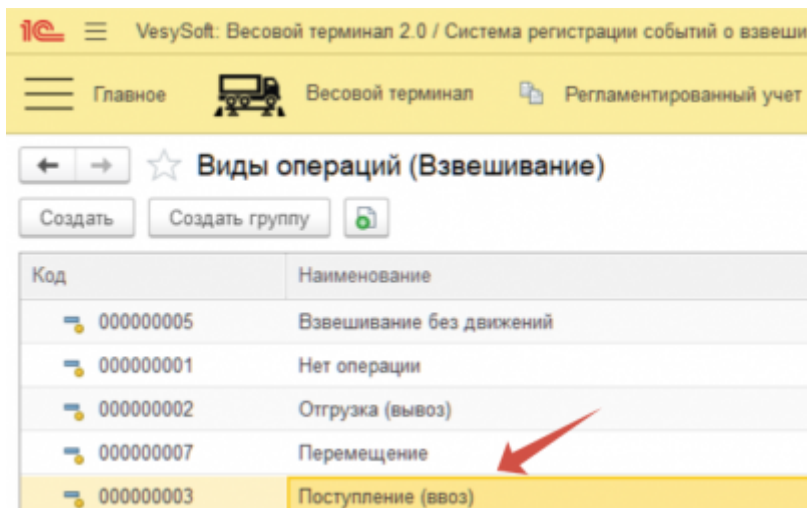 1С VesySoft: Весовой терминал 2.0 / Система регистрации событий о взвеши
Главное Весовой терминал Регламентированный учет
Виды операций (Взвешивание)
Создать Создать группу
Код Наименование
000000005 Взвешивание без движений
000000001 Нет операции
000000002 Отгрузка (вывоз)
000000007 Перемещение
000000003 Поступление (ввоз)